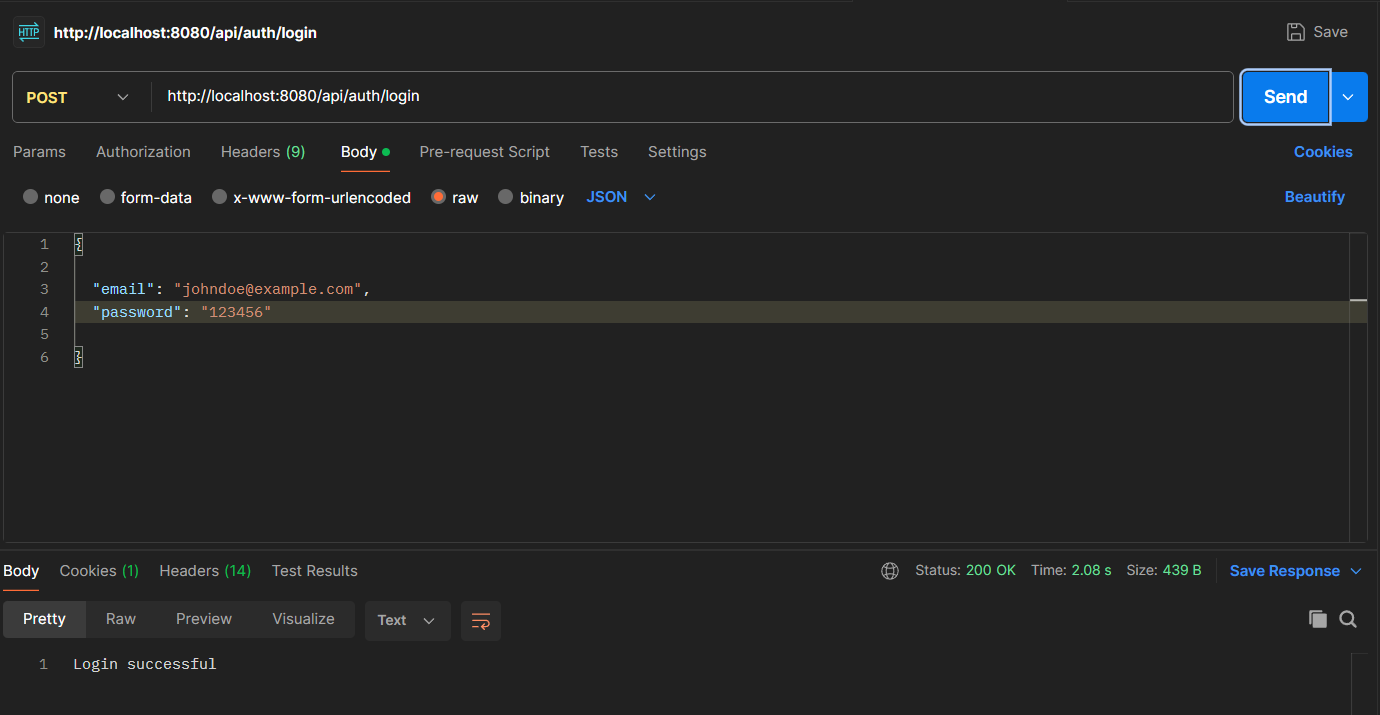 HTTP http://localhost:8080/api/auth/login Save
POST http://localhost:8080/api/auth/login Send
Params Authorization Headers (9) Body Pre-request Script Tests Settings Cookies
none form-data x-www-form-urlencoded raw binary JSON Beautify
1 {
2
3 "email": "johndoe@example.com",
4 "password": "123456"
5
6 }
Body Cookies (1) Headers (14) Test Results Status: 200 OK Time: 2.08 s Size: 439 B Save Response
Pretty Raw Preview Visualize Text
1 Login successful